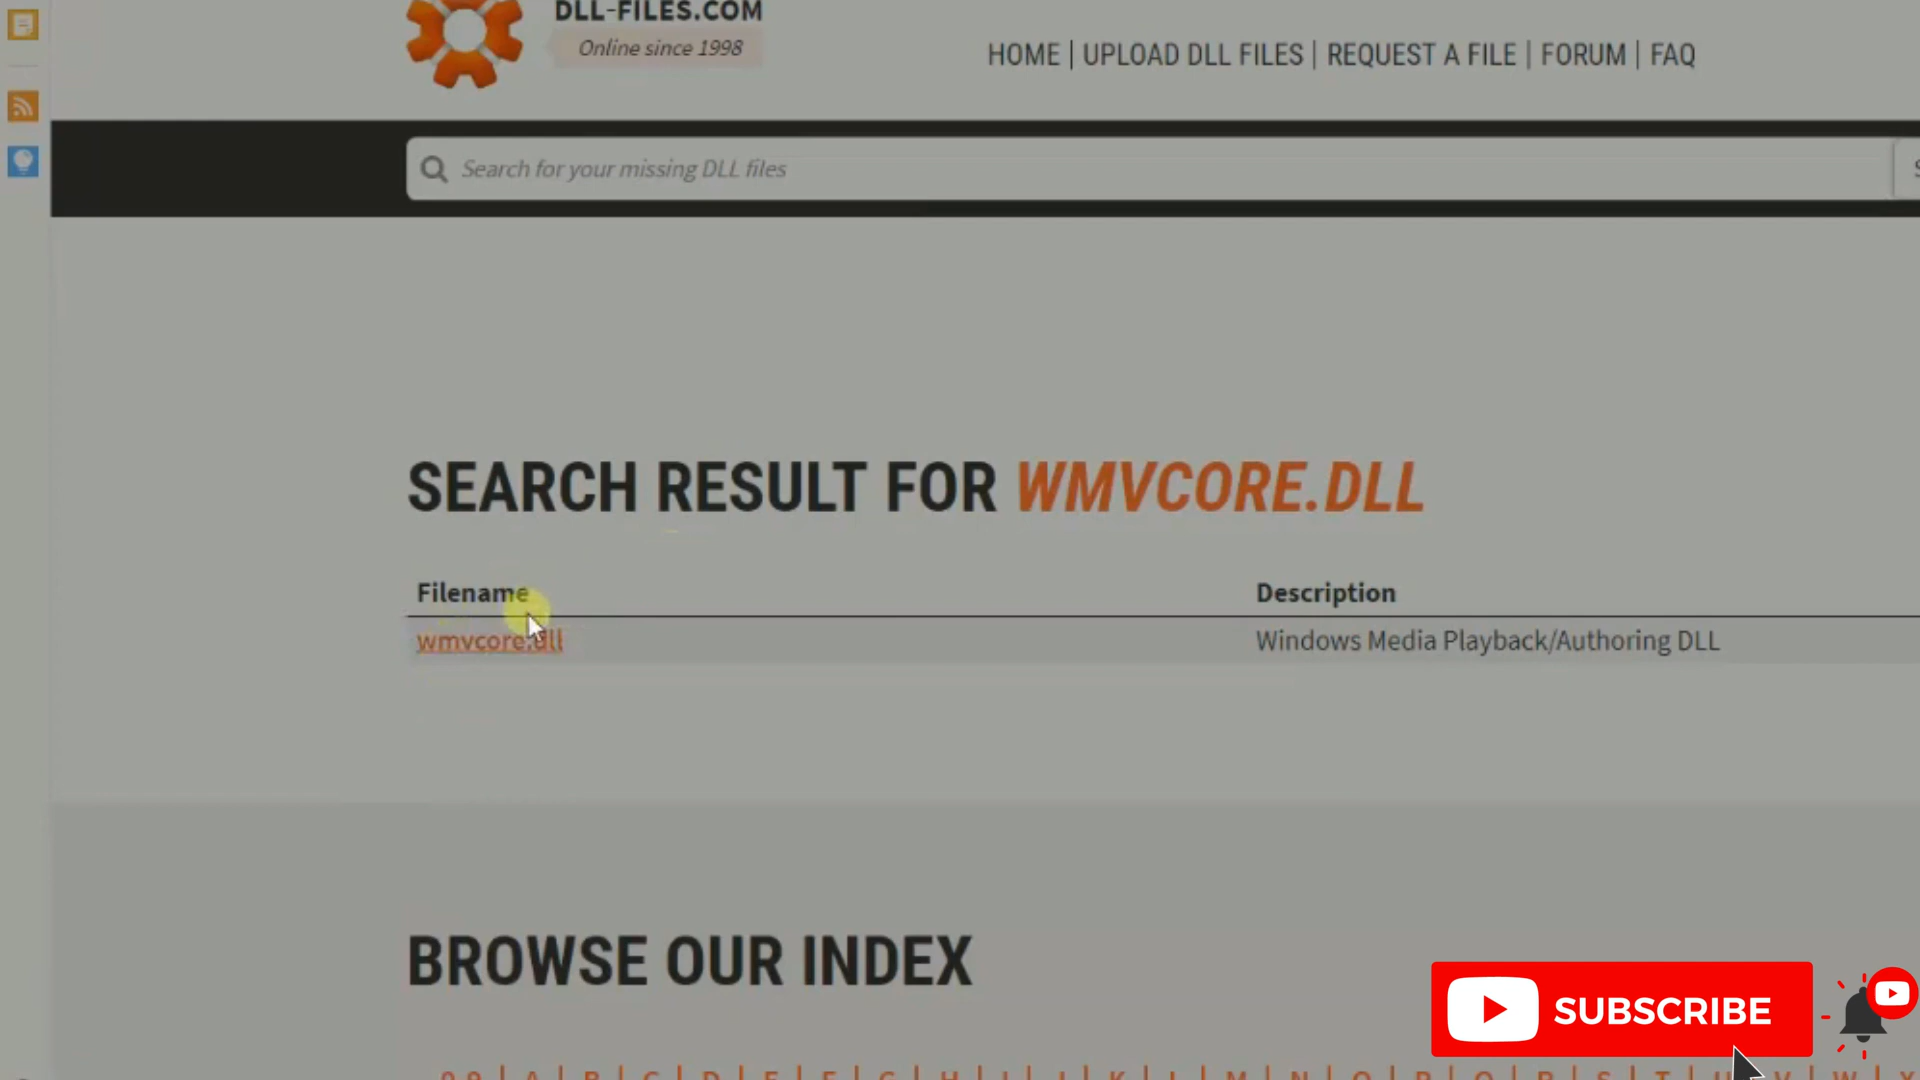 DLL-FILES.COM
Online since 1998
HOME | UPLOAD DLL FILES | REQUEST A FILE | FORUM | FAQ
Search for your missing DLL files
SEARCH RESULT FOR WMVCORE.DLL
Filename Description
wmvcore.dll Windows Media Playback/Authoring DLL
BROWSE OUR INDEX
SUBSCRIBE